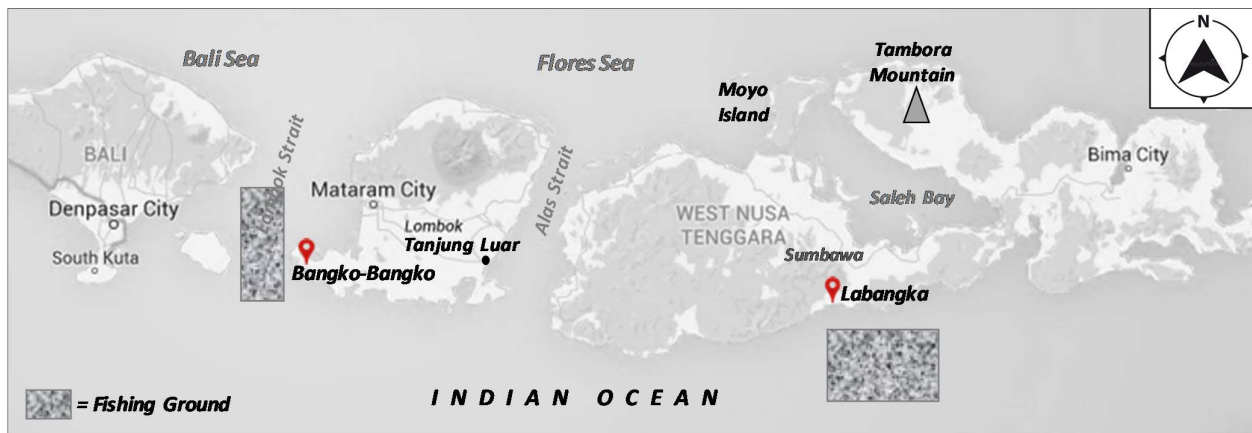 N
Bali Sea
Flores Sea
Tambora
Mountain
Moyo
Island
BALI
Strait
Alas Strait
Bima City
Mataram City
Denpasar City
Lombok
Tanjung Luar
WEST NUSA
TENGGARA
Saleh Bay
South Kuta
Bangko-Bangko
Sumbawa
Labangka
= Fishing Ground
INDIAN OCEAN